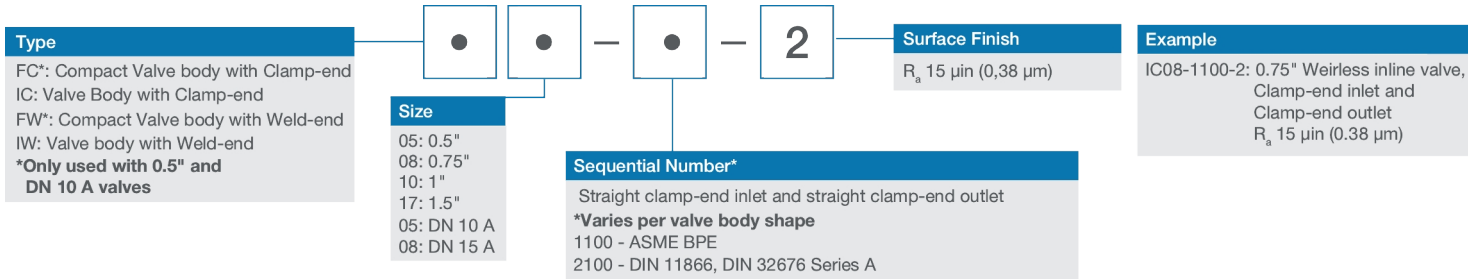 ● ● – ● – 2
Type
FC*: Compact Valve body with Clamp-end
IC: Valve Body with Clamp-end
FW*: Compact Valve body with Weld-end
IW: Valve body with Weld-end
*Only used with 0.5" and
DN 10 A valves
Size
05: 0.5"
08: 0.75"
10: 1"
17: 1.5"
05: DN 10 A
08: DN 15 A
Sequential Number*
Straight clamp-end inlet and straight clamp-end outlet
*Varies per valve body shape
1100 - ASME BPE
2100 - DIN 11866, DIN 32676 Series A
Surface Finish
Ra 15 µin (0,38 µm)
Example
IC08-1100-2: 0.75" Weirless inline valve,
Clamp-end inlet and
Clamp-end outlet
Ra 15 µin (0.38 µm)